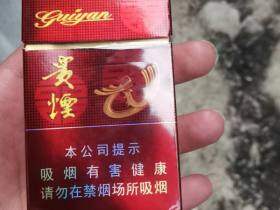 guiyan
贵煙
本公司提示
吸烟有害健康
请勿在禁烟场所吸烟